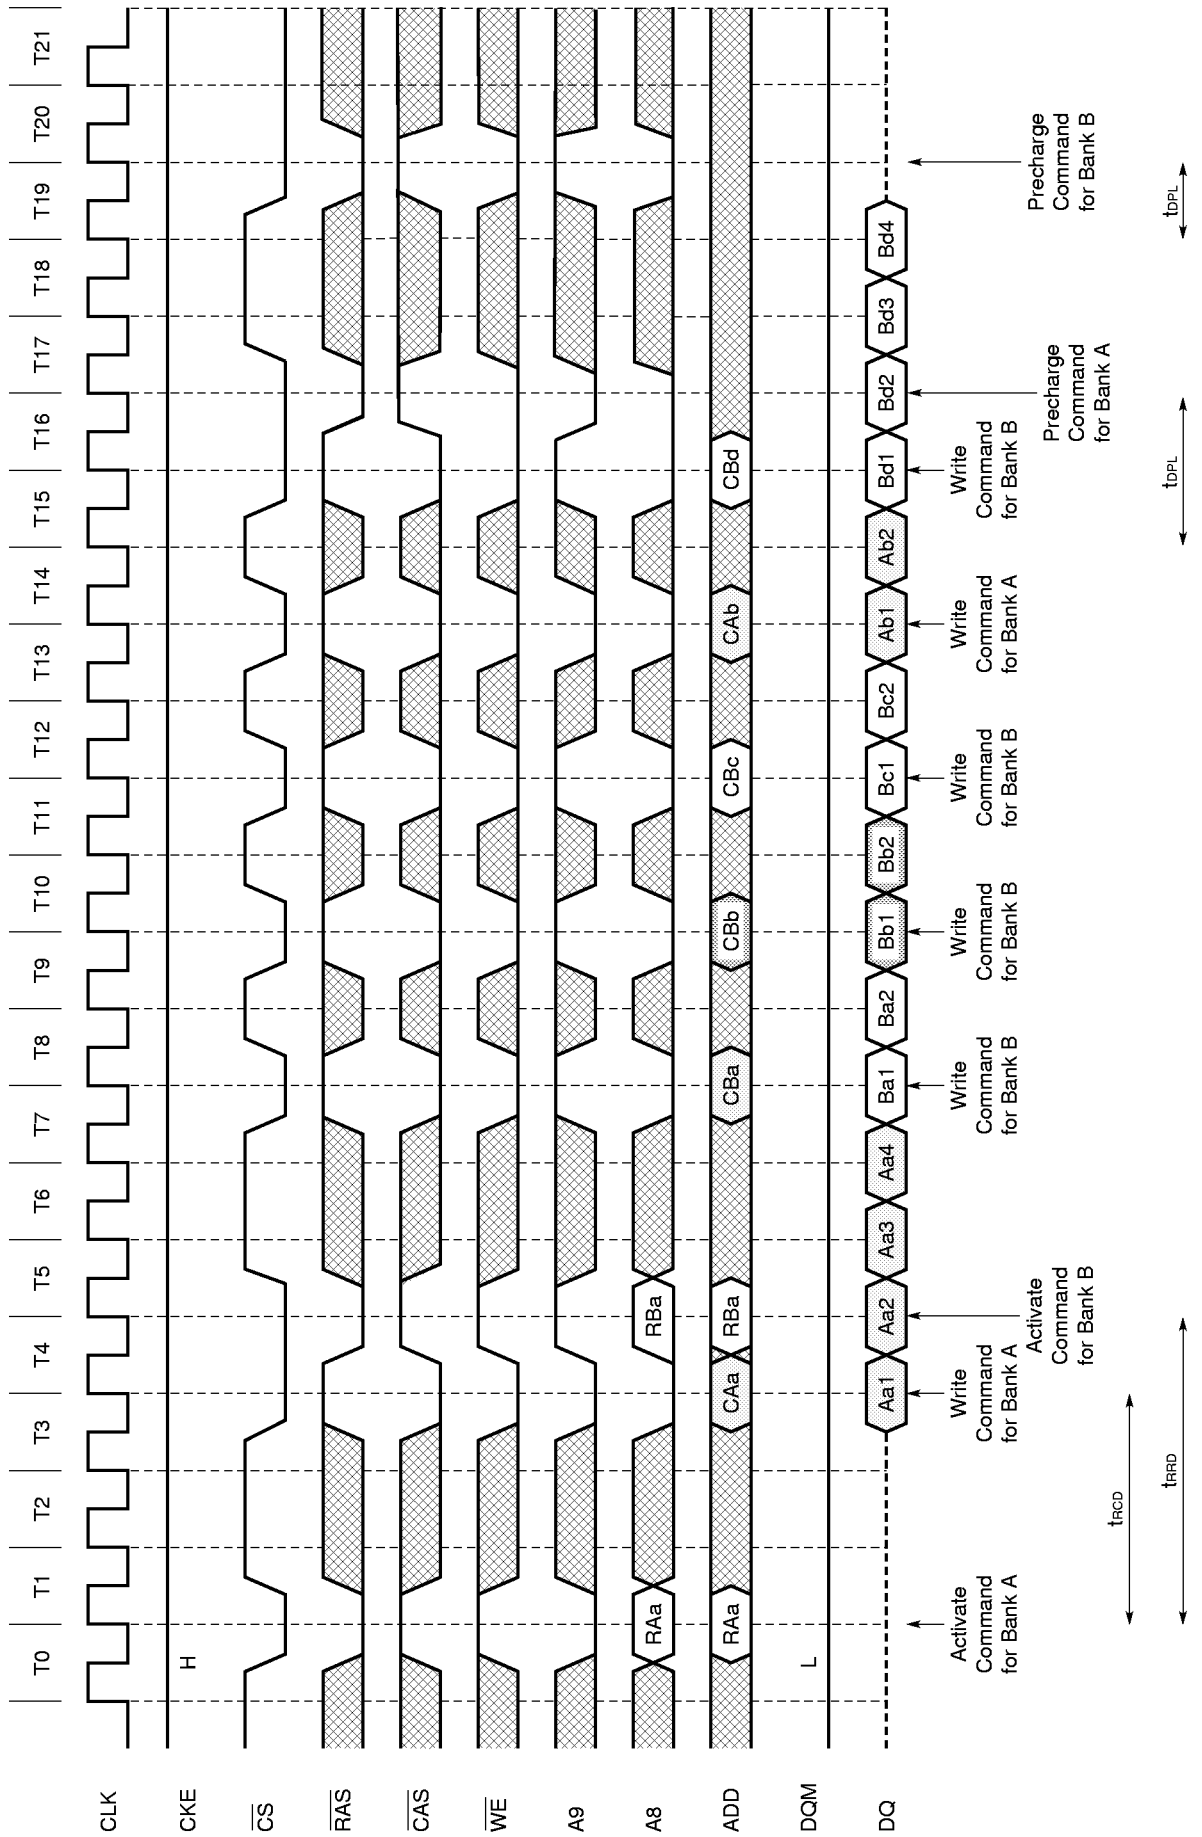 T0 T1 T2 T3 T4 T5 T6 T7 T8 T9 T10 T11 T12 T13 T14 T15 T16 T17 T18 T19 T20 T21
CLK
CKE H
CS
RAS
CAS
WE
A9
A8 RAa RBa
ADD RAa CAa RBa CBa CBb CBc CAb CBd
DQM L
DQ Aa1 Aa2 Aa3 Aa4 Ba1 Ba2 Bb1 Bb2 Bc1 Bc2 Ab1 Ab2 Bd1 Bd2 Bd3 Bd4
Activate
Command
for Bank A
Write
Command
for Bank A
Activate
Command
for Bank B
Write
Command
for Bank B
Write
Command
for Bank B
Write
Command
for Bank B
Write
Command
for Bank A
Write
Command
for Bank B
Precharge
Command
for Bank A
Precharge
Command
for Bank B
tRCD
tRRD
tDPL
tDPL